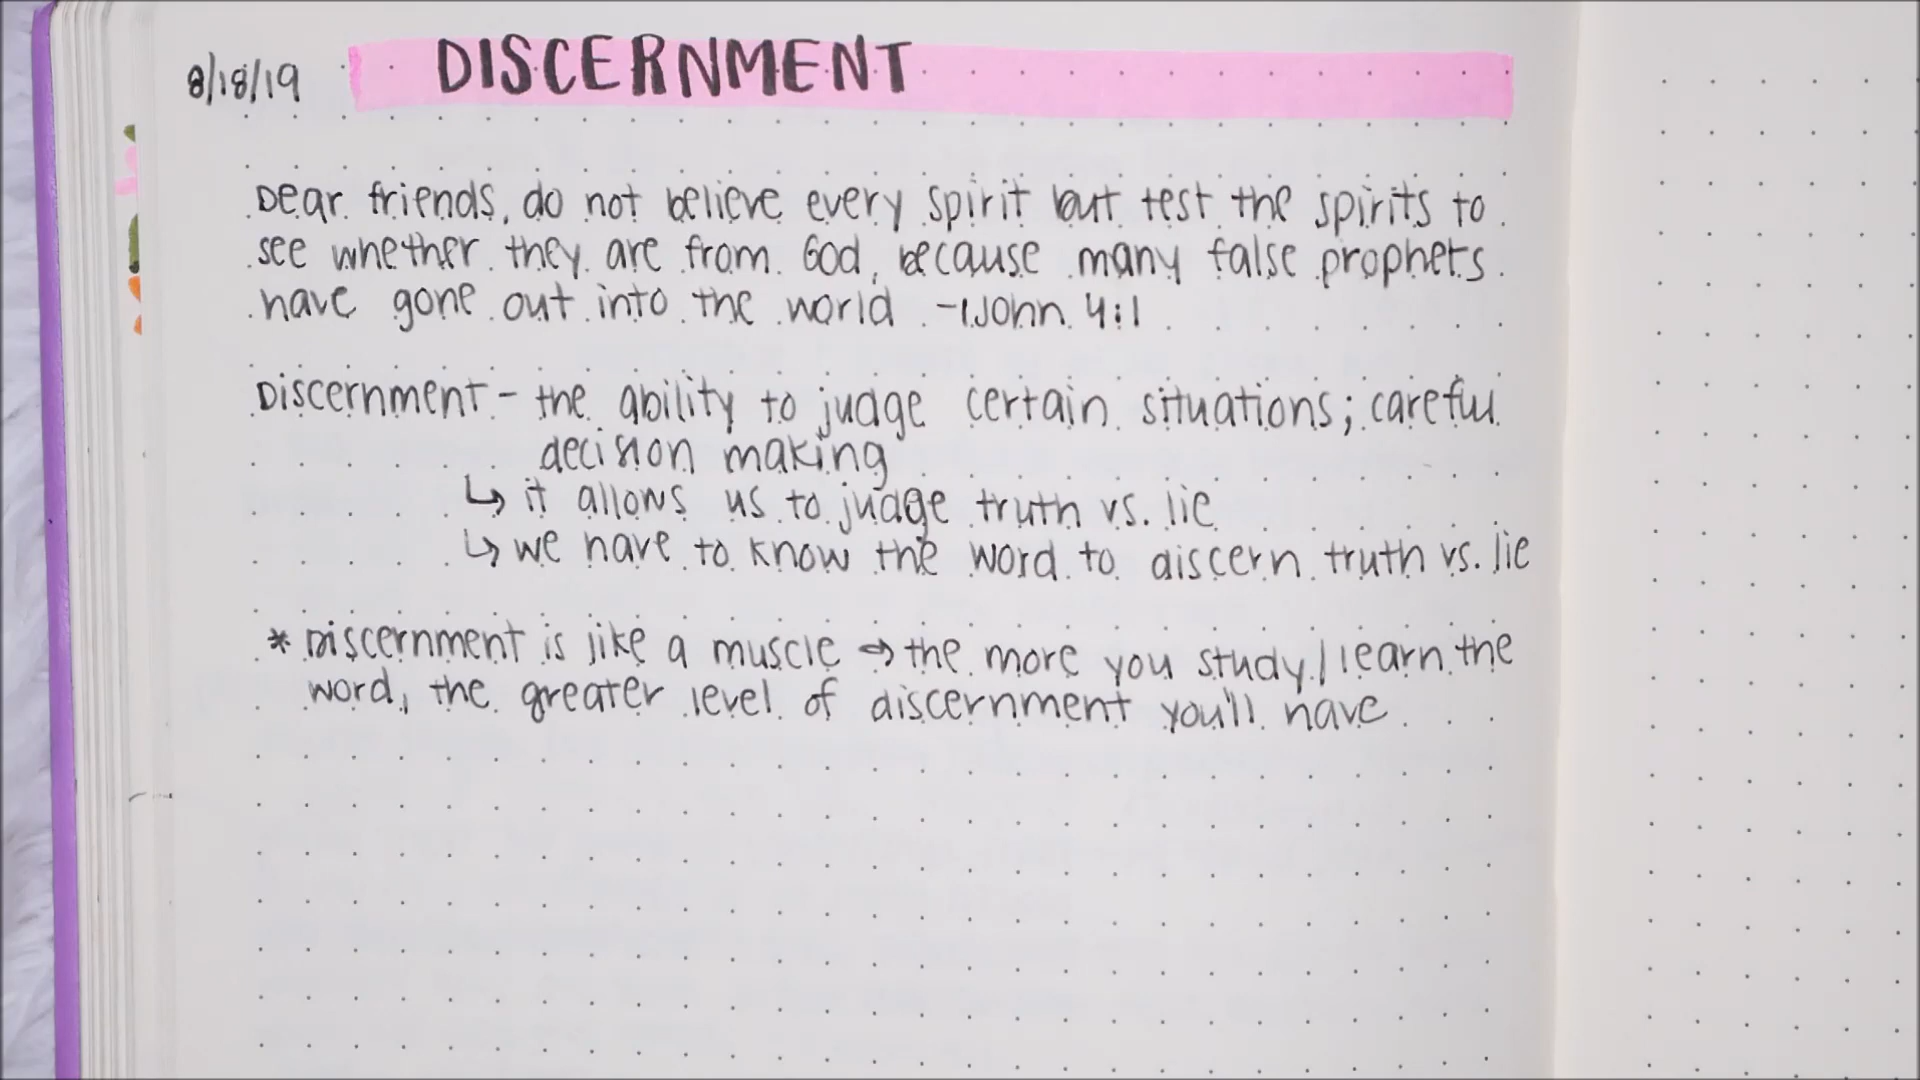 8/18/19 DISCERNMENT
Dear friends, do not believe every spirit but test the spirits to
see whether they are from God, because many false prophets
have gone out into the world -1 John 4:1
Discernment - the ability to judge certain situations; careful
decision making
↳ it allows us to judge truth vs. lie
↳ we have to know the word to discern truth vs. lie
* Discernment is like a muscle → the more you study/learn the
word, the greater level of discernment you'll have